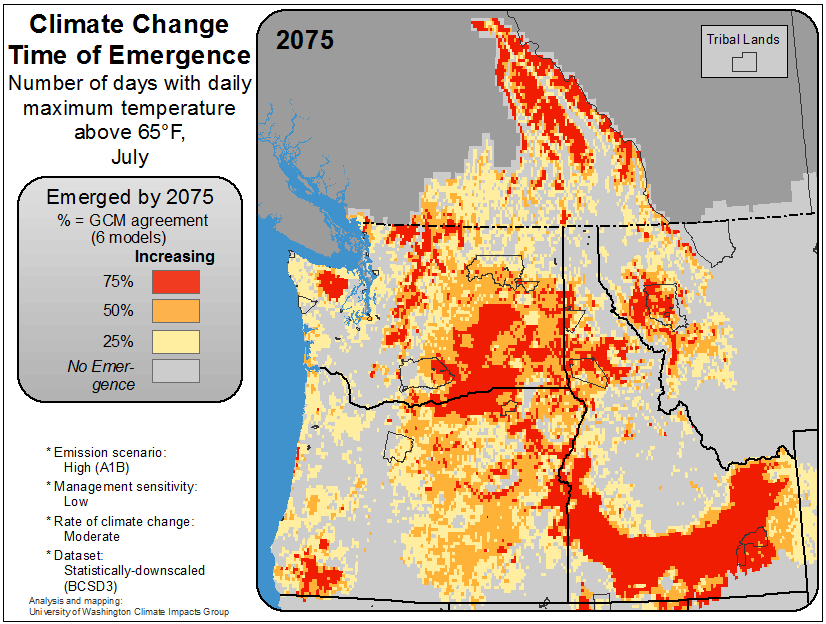 Climate Change
Time of Emergence
Number of days with daily
maximum temperature
above 65°F,
July
Emerged by 2075
% = GCM agreement
(6 models)
Increasing
75%
50%
25%
No Emer-
gence
* Emission scenario:
High (A1B)
* Management sensitivity:
Low
* Rate of climate change:
Moderate
* Dataset:
Statistically-downscaled
(BCSD3)
Analysis and mapping:
University of Washington Climate Impacts Group
2075
Tribal Lands